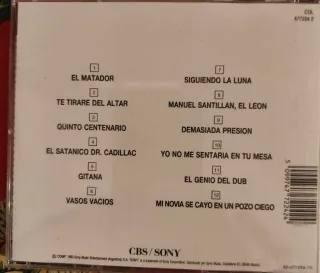 COL
477224 2
1
EL MATADOR
2
TE TIRARE DEL ALTAR
3
QUINTO CENTENARIO
4
EL SATANICO DR. CADILLAC
5
GITANA
6
VASOS VACIOS
7
SIGUIENDO LA LUNA
8
MANUEL SANTILLAN, EL LEON
9
DEMASIADA PRESION
10
YO NO ME SENTARIA EN TU MESA
11
EL GENIO DEL DUB
12
MI NOVIA SE CAYO EN UN POZO CIEGO
CBS/SONY